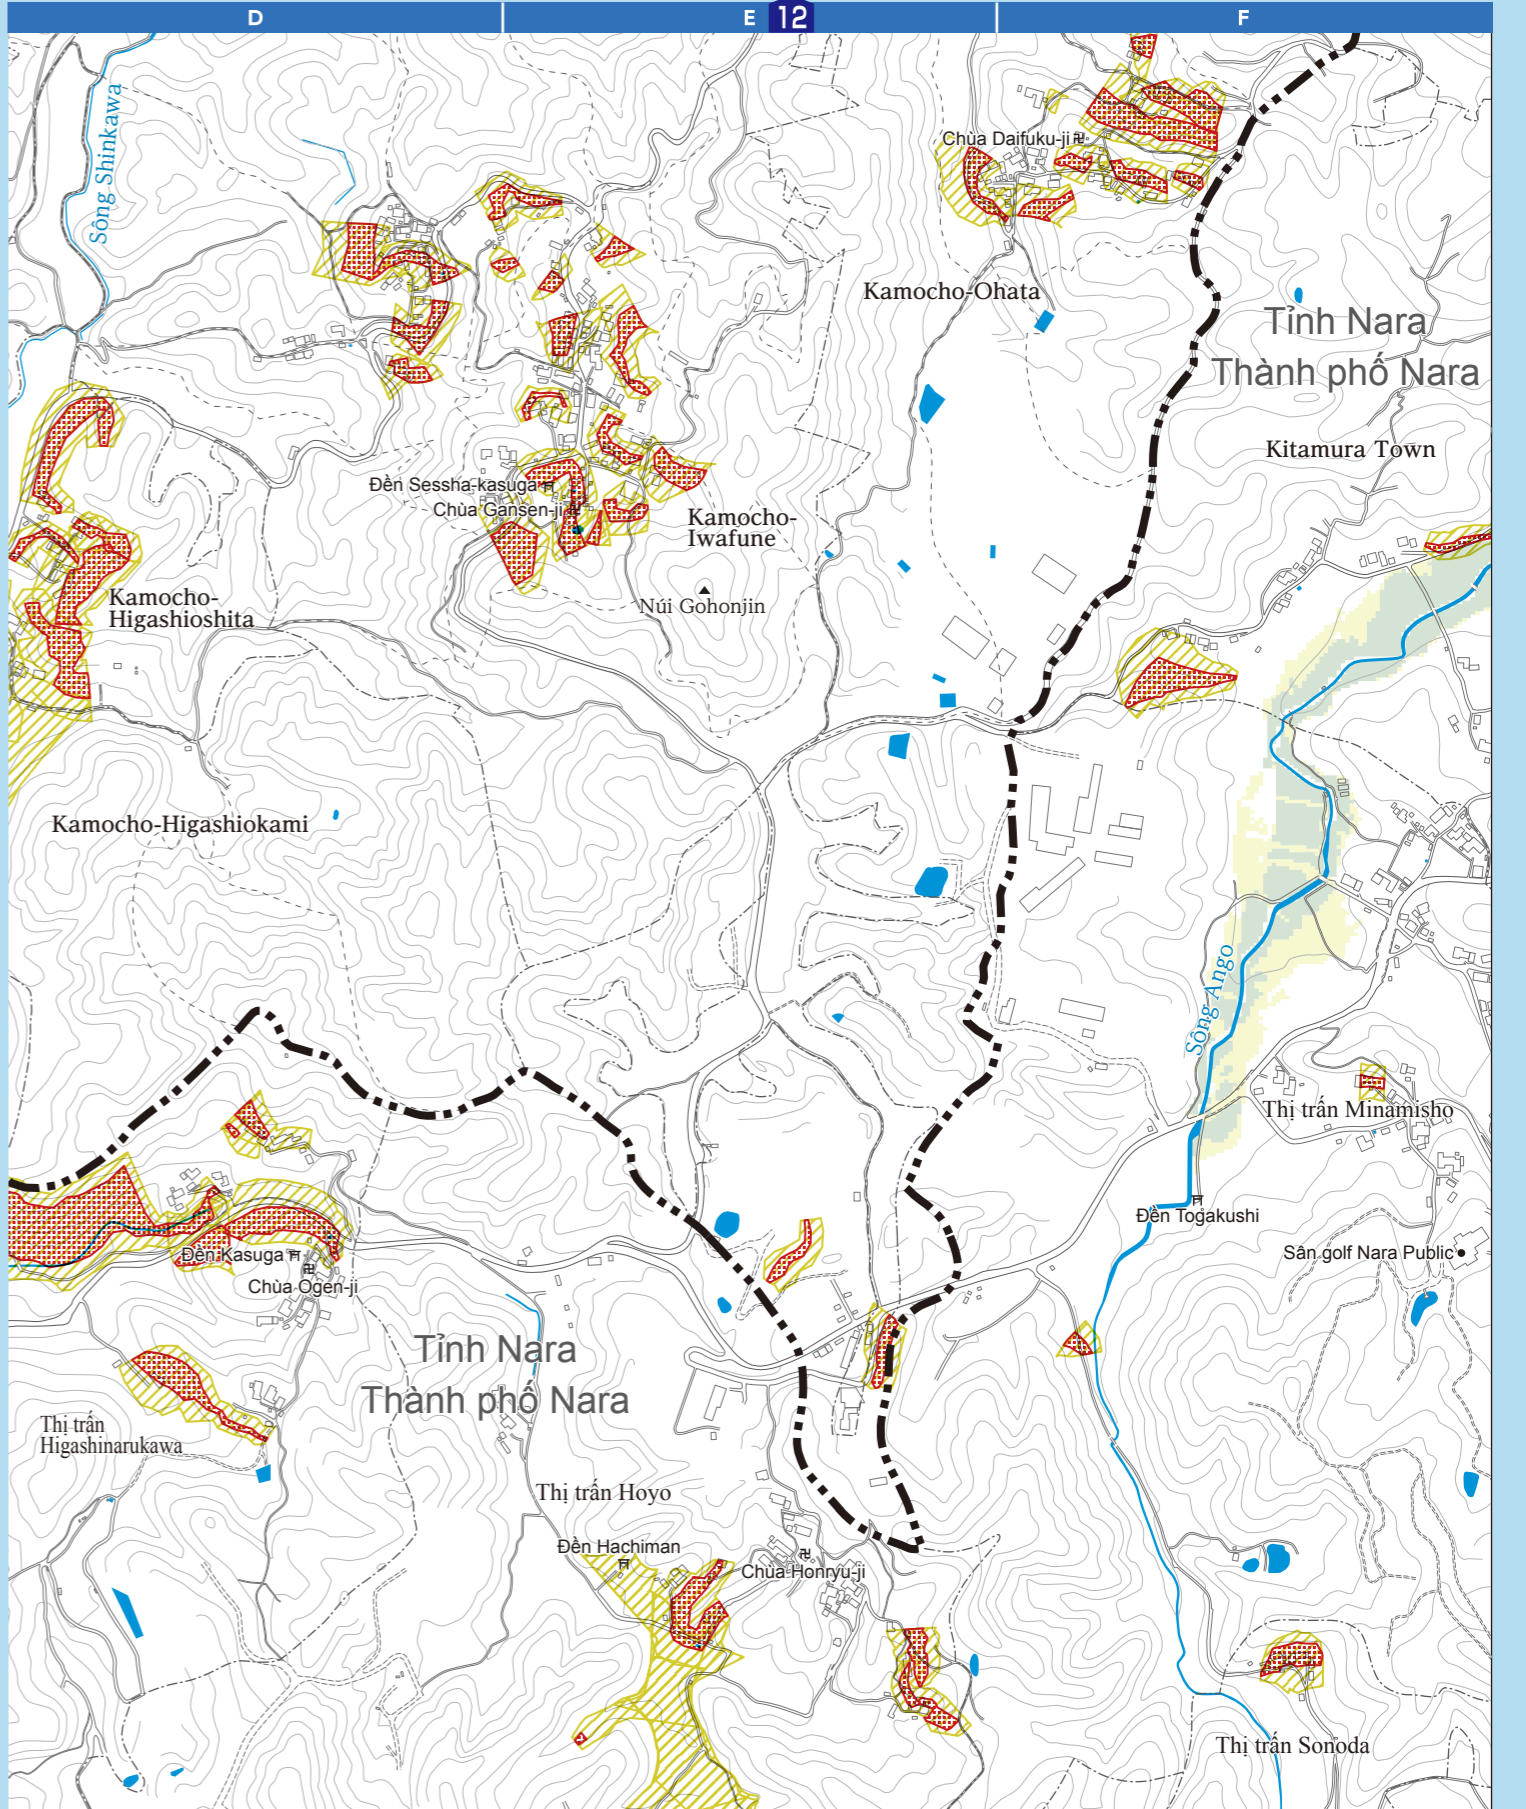 D
E
12
F
Sông Shinkawa
Chùa Daifuku-ji
Kamocho-Ohata
Tỉnh Nara
Thành phố Nara
Kitamura Town
Đền Sessha-kasuga
Chùa Gansen-ji
Kamocho-
Iwafune
Núi Gohonjin
Kamocho-
Higashioshita
Kamocho-Higashiokami
Sông Ango
Thị trấn Minamisho
Đền Togakushi
Sân golf Nara Public
Đền Kasuga
Chùa Ogen-ji
Tỉnh Nara
Thành phố Nara
Thị trấn
Higashinarukawa
Thị trấn Hoyo
Đền Hachiman
Chùa Honryu-ji
Thị trấn Sonoda